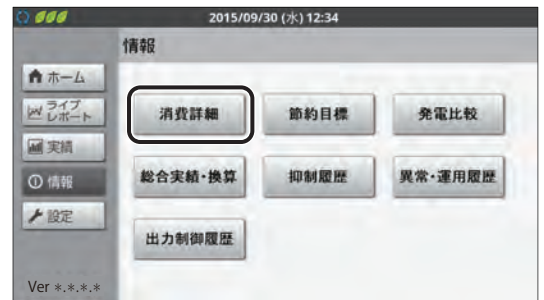 2015/09/30 (水) 12:34
情報
ホーム
ライブ
レポート
実績
情報
設定
Ver *.*.*.*
消費詳細 節約目標 発電比較
総合実績・換算 抑制履歴 異常・運用履歴
出力制御履歴